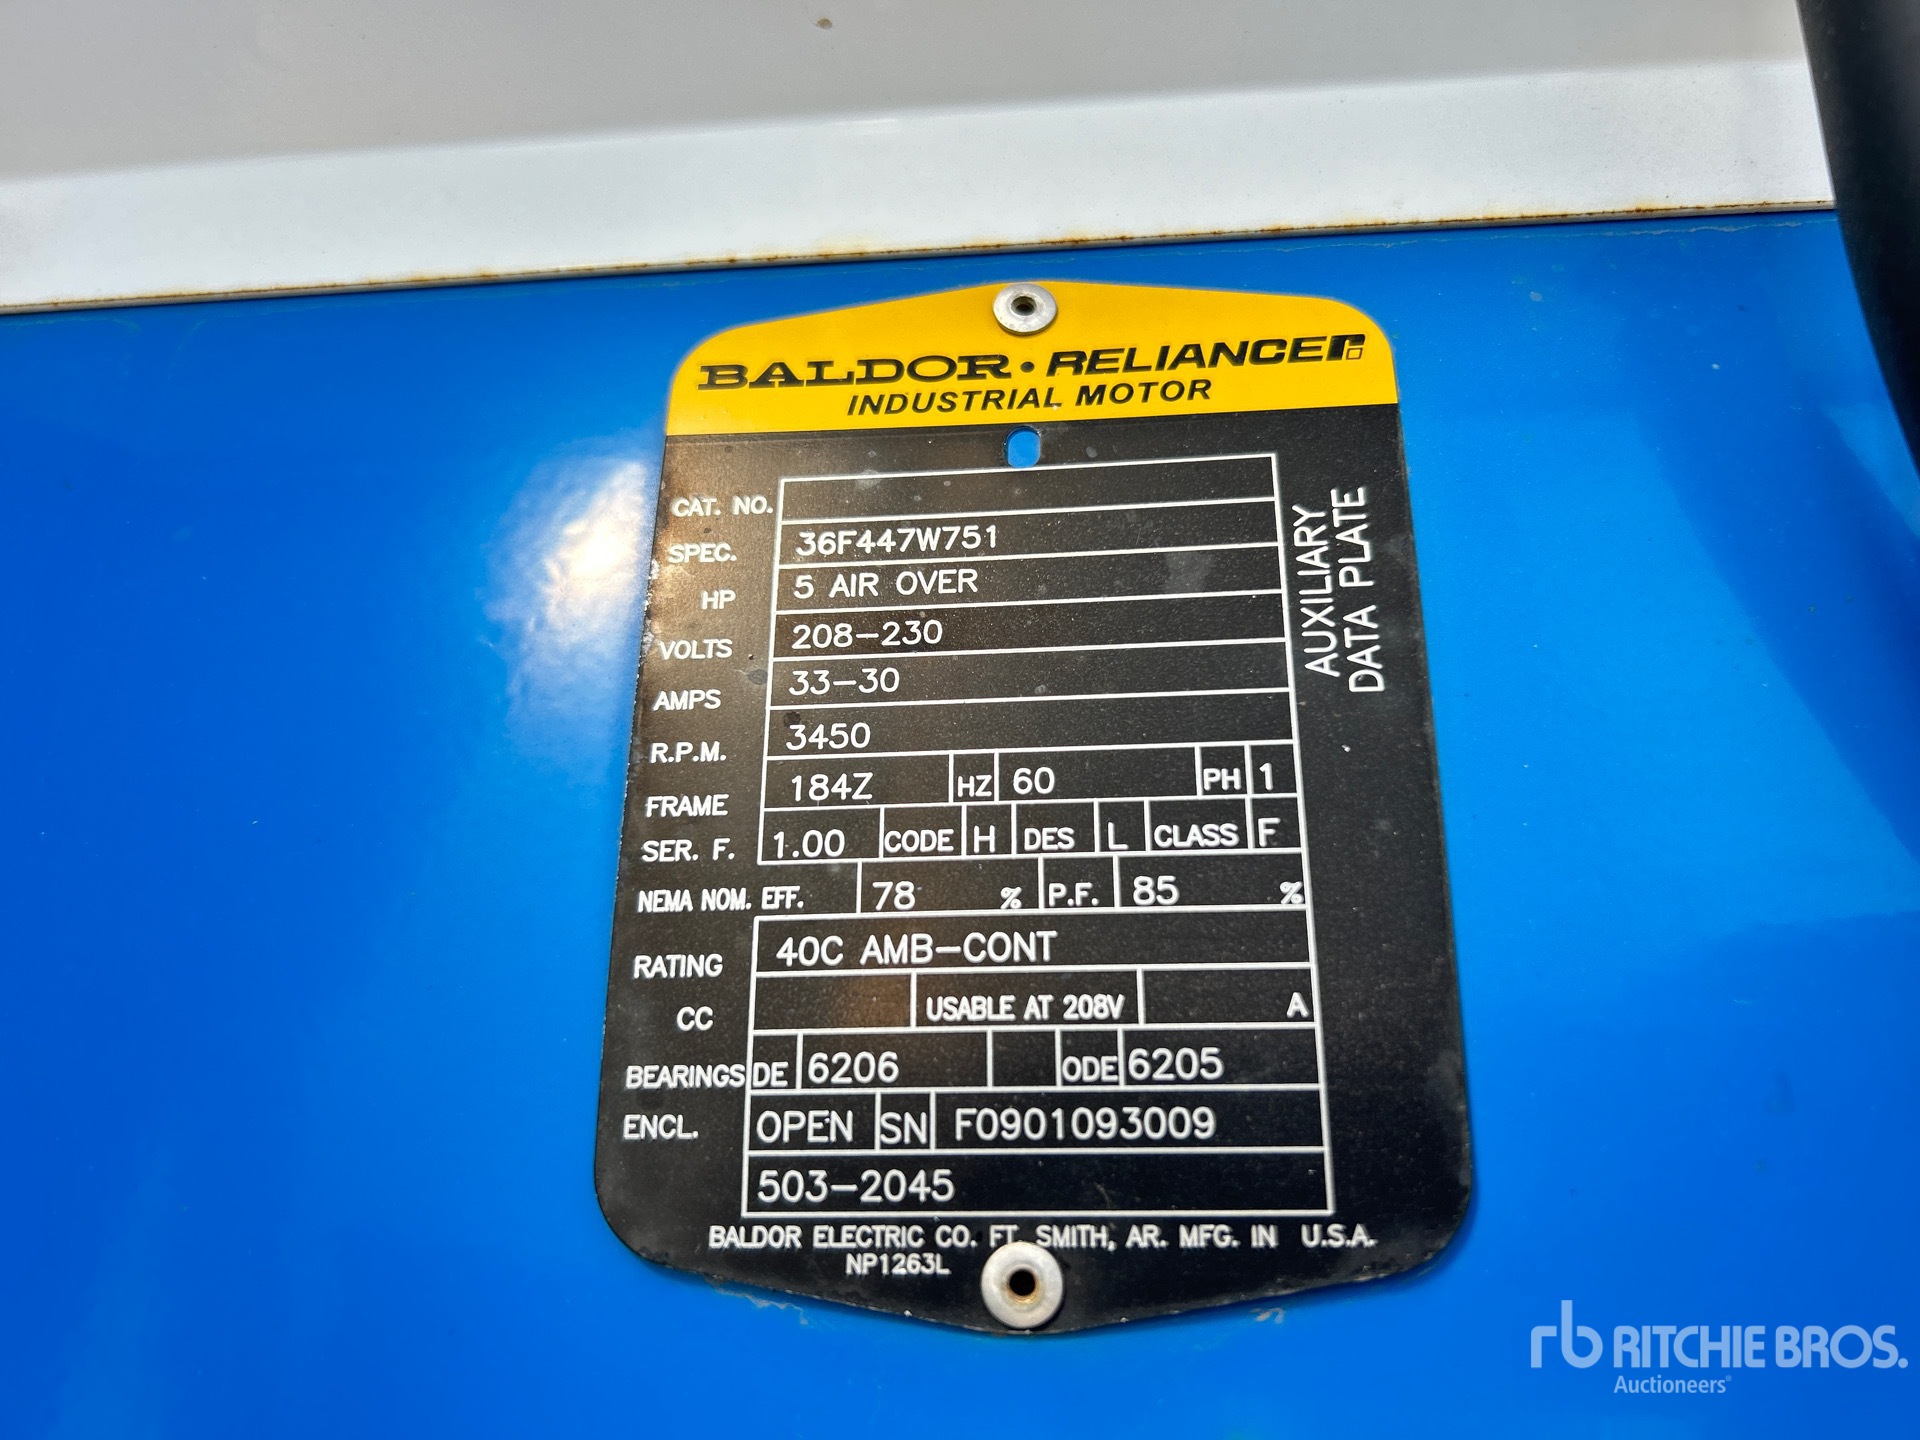 BALDOR • RELIANCE
INDUSTRIAL MOTOR
AUXILIARY
DATA PLATE
CAT. NO.
SPEC. 36F447W751
HP 5 AIR OVER
VOLTS 208-230
AMPS 33-30
R.P.M. 3450
FRAME 184Z HZ 60 PH 1
SER. F. 1.00 CODE H DES L CLASS F
NEMA NOM. EFF. 78 % P.F. 85 %
RATING 40C AMB-CONT
CC USABLE AT 208V A
BEARINGS DE 6206 ODE 6205
ENCL. OPEN SN F0901093009
503-2045
BALDOR ELECTRIC CO. FT. SMITH, AR. MFG. IN U.S.A.
NP1263L
rb RITCHIE BROS.
Auctioneers®